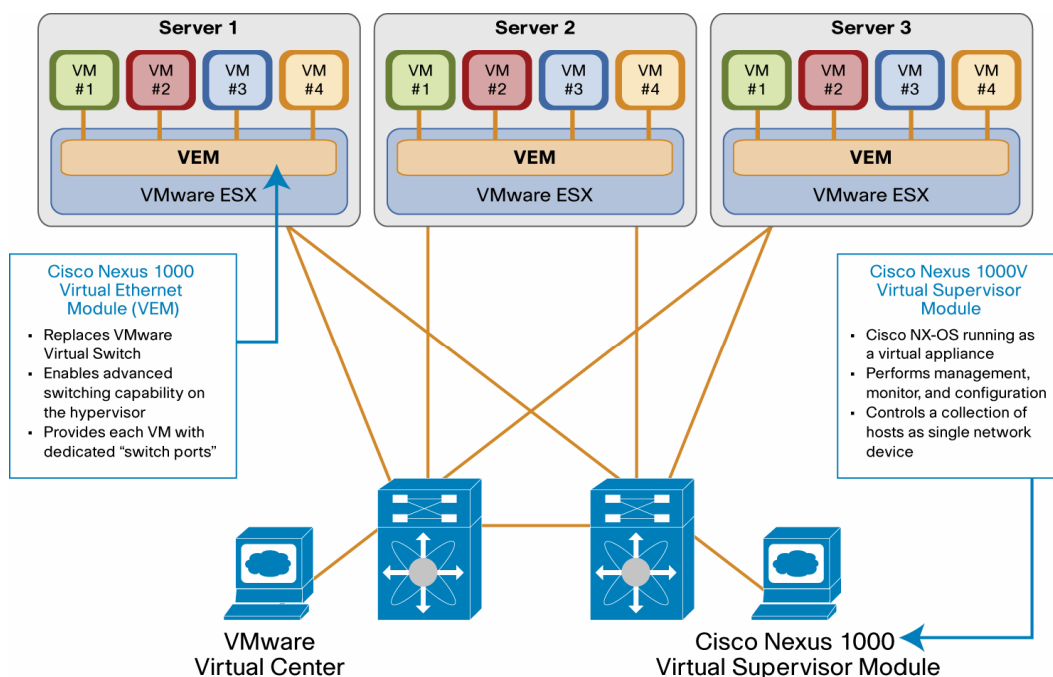 Server 1
VM
#1
VM
#2
VM
#3
VM
#4
VEM
VMware ESX
Server 2
VM
#1
VM
#2
VM
#3
VM
#4
VEM
VMware ESX
Server 3
VM
#1
VM
#2
VM
#3
VM
#4
VEM
VMware ESX
Cisco Nexus 1000
Virtual Ethernet
Module (VEM)
▪ Replaces VMware
Virtual Switch
▪ Enables advanced
switching capability on
the hypervisor
▪ Provides each VM with
dedicated “switch ports”
Cisco Nexus 1000V
Virtual Supervisor
Module
▪ Cisco NX-OS running as
a virtual appliance
▪ Performs management,
monitor, and configuration
▪ Controls a collection of
hosts as single network
device
VMware
Virtual Center
Cisco Nexus 1000
Virtual Supervisor Module